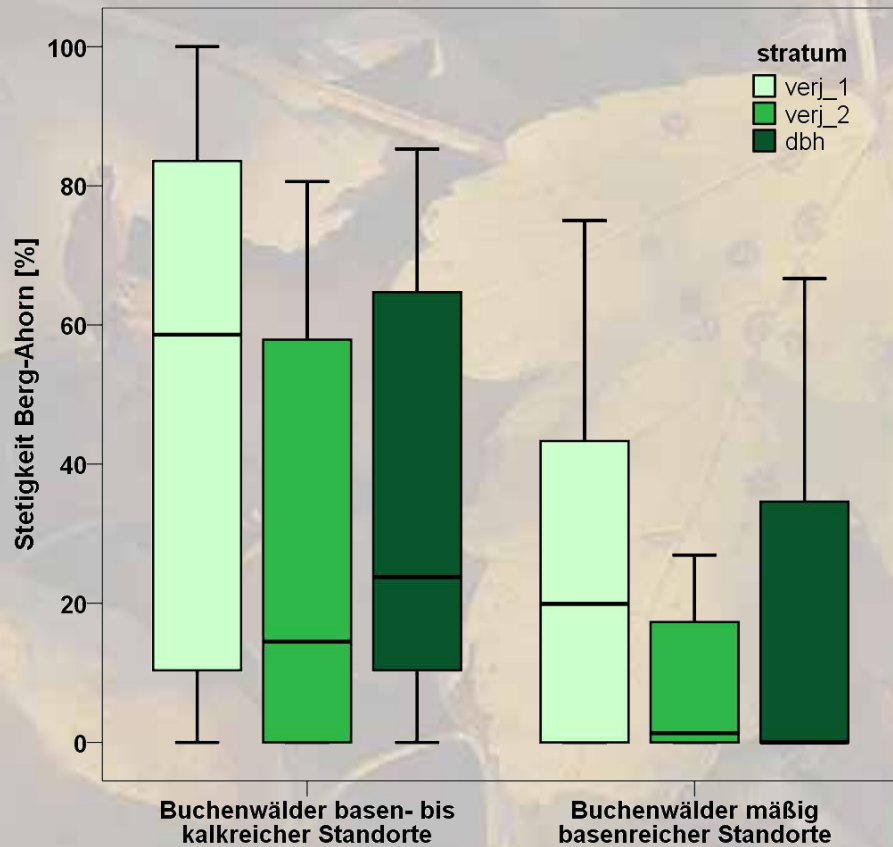 stratum
verj_1
verj_2
dbh
Stetigkeit Berg-Ahorn [%]
100
80
60
40
20
0
Buchenwälder basen- bis
kalkreicher Standorte
Buchenwälder mäßig
basenreicher Standorte